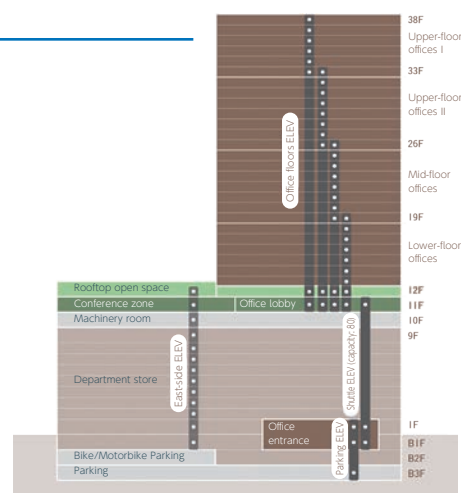 38F
Upper-floor
offices I
33F
Upper-floor
offices II
26F
Mid-floor
offices
19F
Lower-floor
offices
12F
11F
10F
9F
1F
B1F
B2F
B3F
Office floors ELEV
Rooftop open space
Conference zone
Office lobby
Machinery room
Department store
East-side ELEV
Shuttle ELEV (capacity: 80)
Office
entrance
Parking ELEV
Bike/Motorbike Parking
Parking